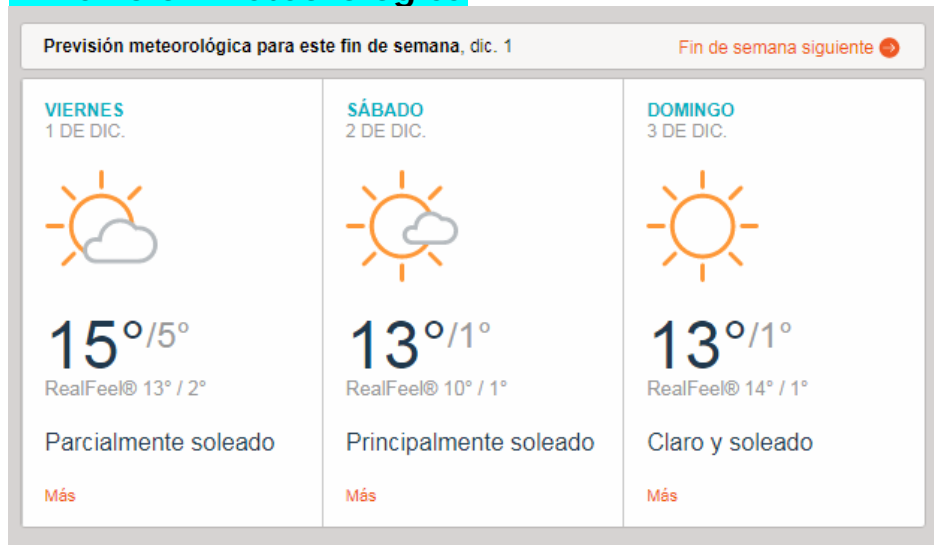 Previsión meteorológica para este fin de semana, dic. 1
Fin de semana siguiente
VIERNES
1 DE DIC.
15°/5°
RealFeel® 13° / 2°
Parcialmente soleado
Más
SÁBADO
2 DE DIC.
13°/1°
RealFeel® 10° / 1°
Principalmente soleado
Más
DOMINGO
3 DE DIC.
13°/1°
RealFeel® 14° / 1°
Claro y soleado
Más